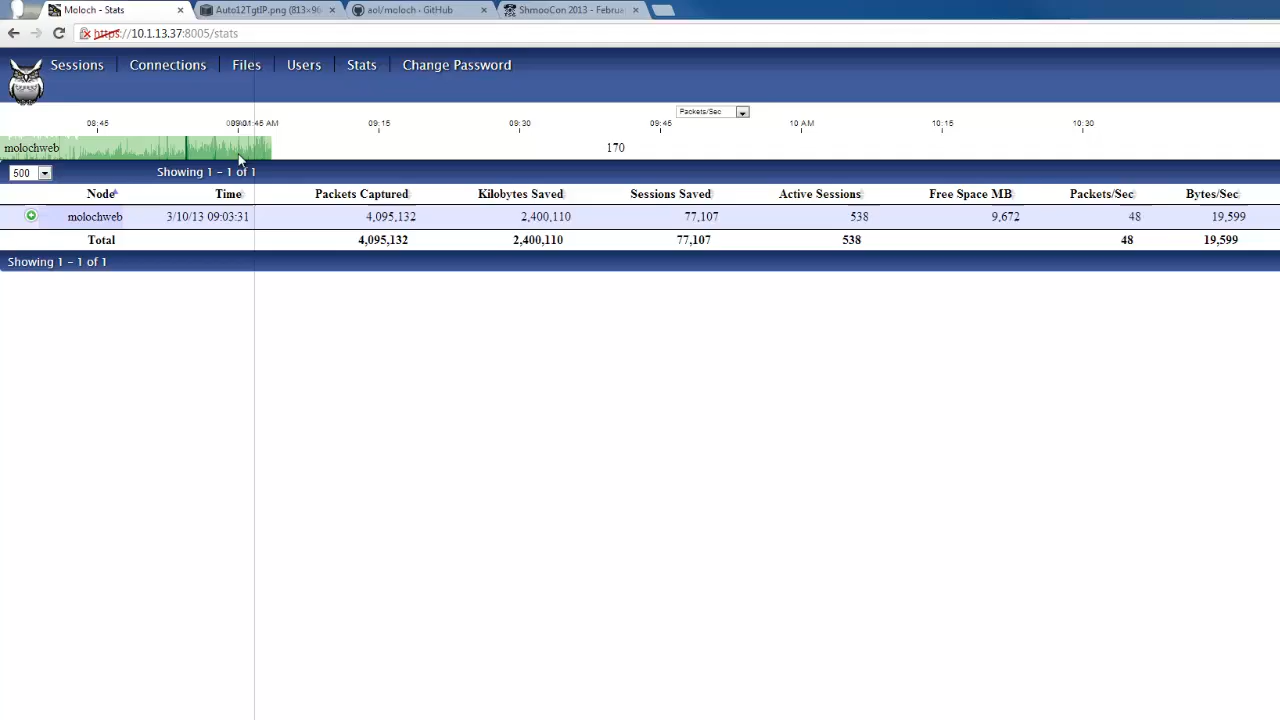 Moloch - Stats
Auto12TgtIP.png (813×96
aol/moloch · GitHub
ShmooCon 2013 - Februar
https://10.1.13.37:8005/stats
Sessions
Connections
Files
Users
Stats
Change Password
Packets/Sec
08:45
09:15
09:30
09:45
10 AM
10:15
10:30
molochweb
170
500
Showing 1 – 1 of 1
Node Time Packets Captured Kilobytes Saved Sessions Saved Active Sessions Free Space MB Packets/Sec Bytes/Sec
molochweb 3/10/13 09:03:31 4,095,132 2,400,110 77,107 538 9,672 48 19,599
Total 4,095,132 2,400,110 77,107 538 48 19,599
Showing 1 – 1 of 1